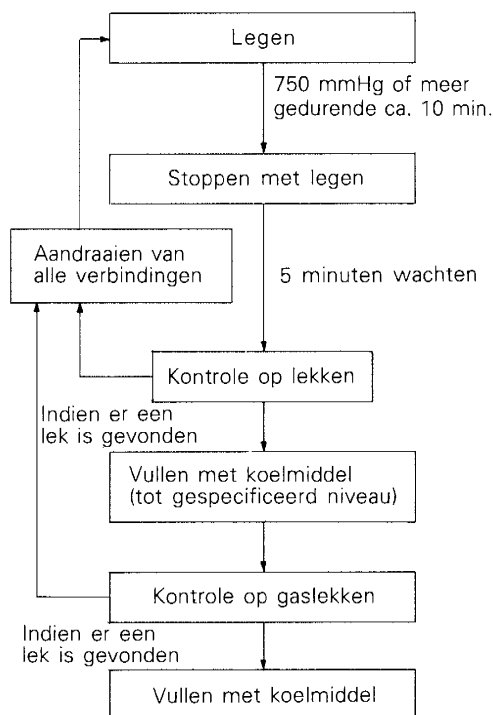 Legen
750 mmHg of meer
gedurende ca. 10 min.
Stoppen met legen
Aandraaien van
alle verbindingen
5 minuten wachten
Kontrole op lekken
Indien er een
lek is gevonden
Vullen met koelmiddel
(tot gespecificeerd niveau)
Kontrole op gaslekken
Indien er een
lek is gevonden
Vullen met koelmiddel